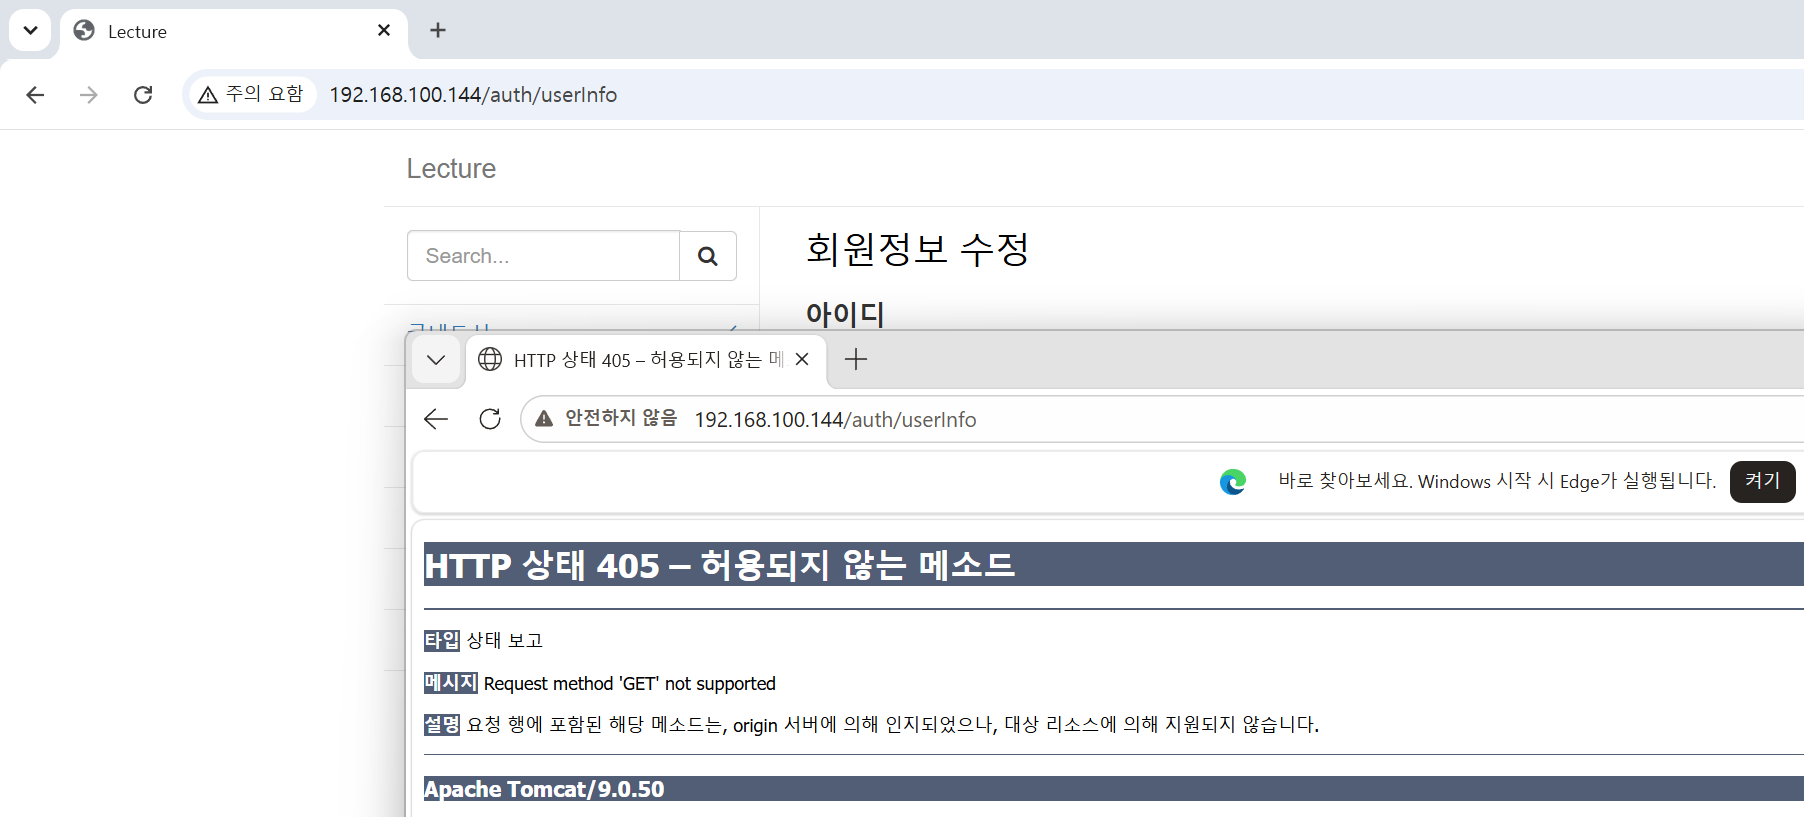 Lecture
주의 요함 192.168.100.144/auth/userInfo
Lecture
Search...
회원정보 수정
아이디
HTTP 상태 405 – 허용되지 않는 메
안전하지 않음 192.168.100.144/auth/userInfo
바로 찾아보세요. Windows 시작 시 Edge가 실행됩니다. 켜기
HTTP 상태 405 – 허용되지 않는 메소드
타입 상태 보고
메시지 Request method 'GET' not supported
설명 요청 행에 포함된 해당 메소드는, origin 서버에 의해 인지되었으나, 대상 리소스에 의해 지원되지 않습니다.
Apache Tomcat/9.0.50